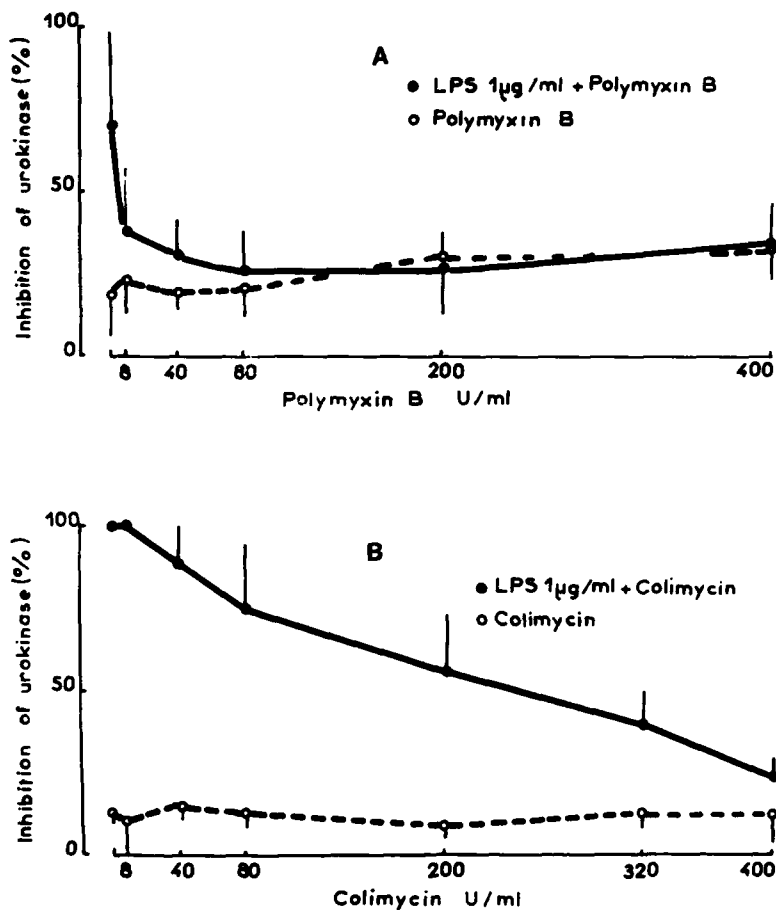 100
50
0
Inhibition of urokinase (%)
A
● LPS 1µg/ml + Polymyxin B
○ Polymyxin B
8 40 80 200 400
Polymyxin B U/ml
100
50
0
Inhibition of urokinase (%)
B
● LPS 1µg/ml + Colimycin
○ Colimycin
8 40 80 200 320 400
Colimycin U/ml